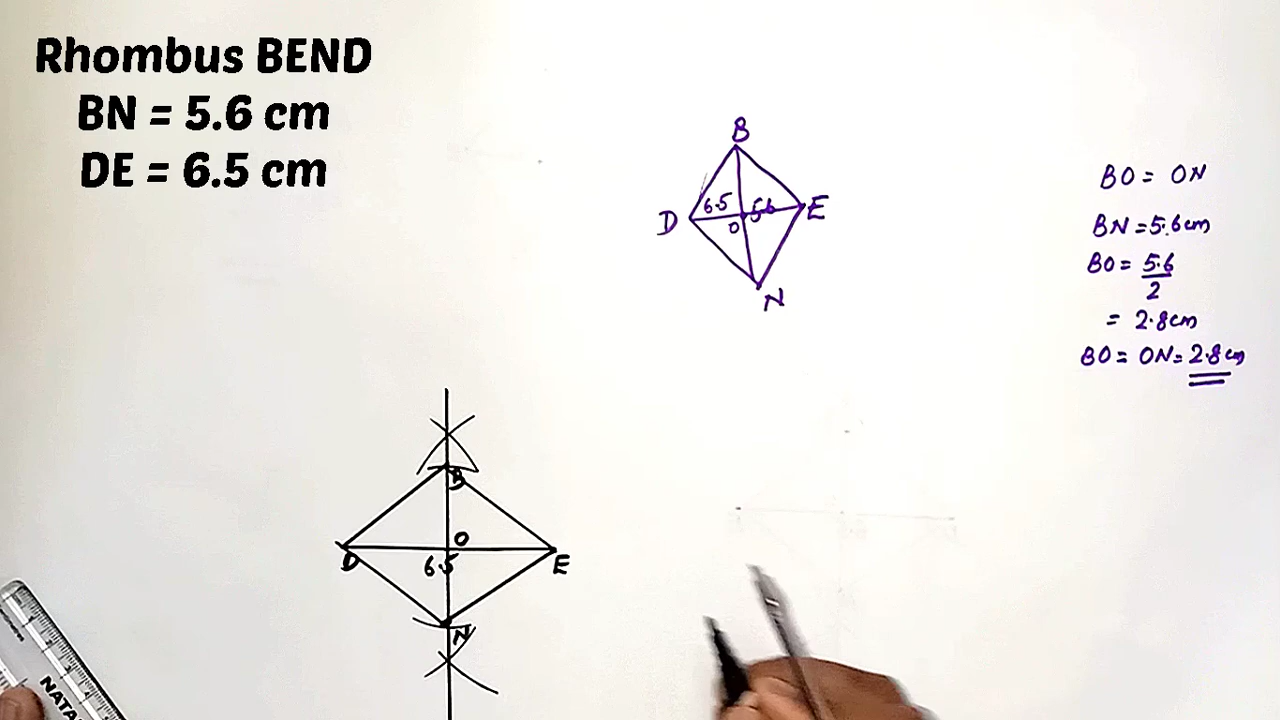 Rhombus BEND
BN = 5.6 cm
DE = 6.5 cm
B
D 6.5 5.6 E
O
N
BO = ON
BN = 5.6cm
BO = 5.6
2
= 2.8cm
BO = ON = 2.8cm
B
O
D 6.5 E
N
NATA